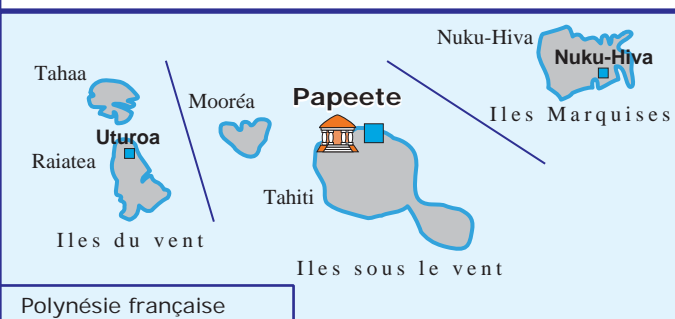 Nuku-Hiva
Nuku-Hiva
Iles Marquises
Tahaa
Mooréa
Papeete
Uturoa
Raiatea
Tahiti
Iles du vent
Iles sous le vent
Polynésie française